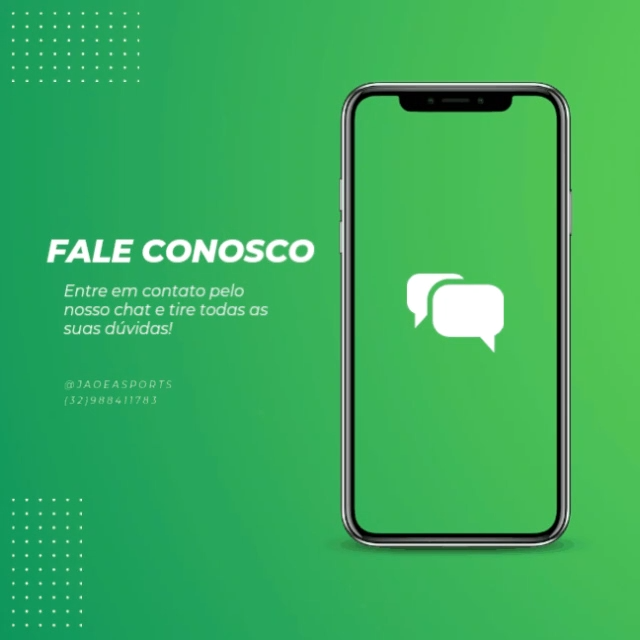 FALE CONOSCO
Entre em contato pelo
nosso chat e tire todas as
suas dúvidas!
@JAOEASPORTS
(32)988411783